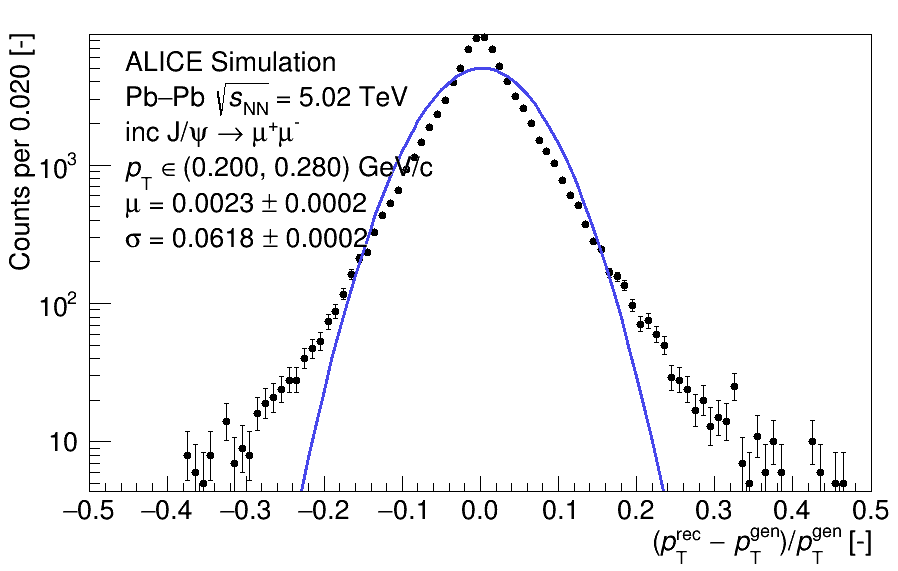 Counts per 0.020 [-]
ALICE Simulation
Pb–Pb √sNN = 5.02 TeV
inc J/ψ → μ+μ-
pT ∈ (0.200, 0.280) GeV/c
μ = 0.0023 ± 0.0002
σ = 0.0618 ± 0.0002
10³
10²
10
−0.5 −0.4 −0.3 −0.2 −0.1 0.0 0.1 0.2 0.3 0.4 0.5
(pTrec − pTgen)/pTgen [-]